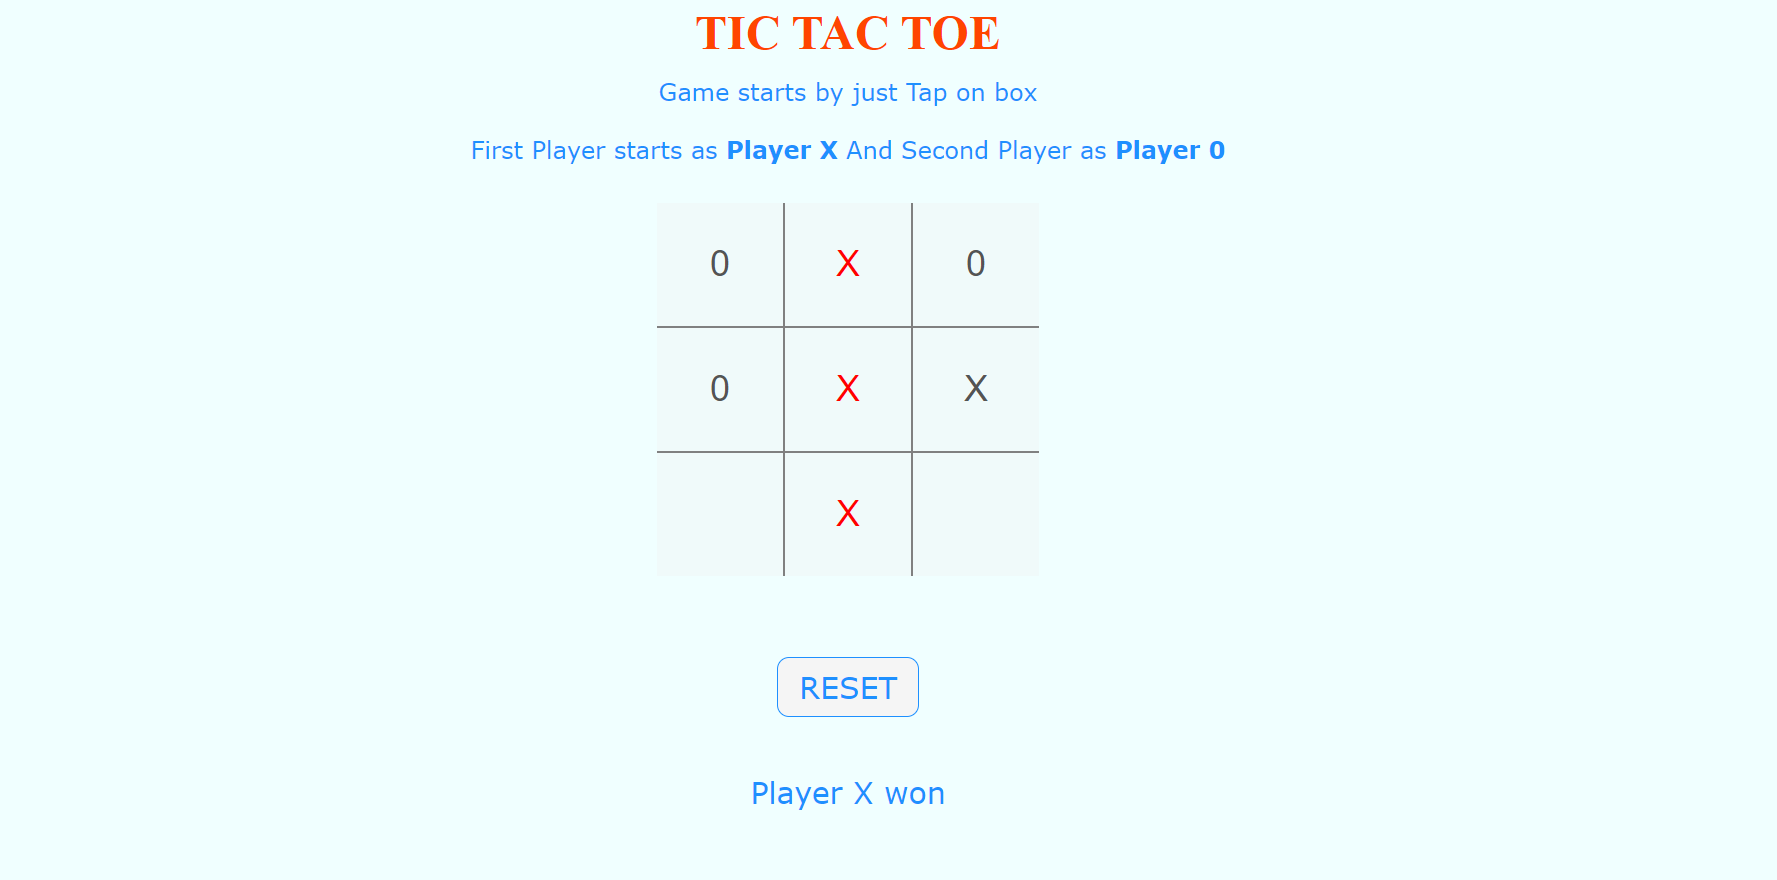 TIC TAC TOE
Game starts by just Tap on box
First Player starts as Player X And Second Player as Player 0
0 X 0
0 X X
X
RESET
Player X won